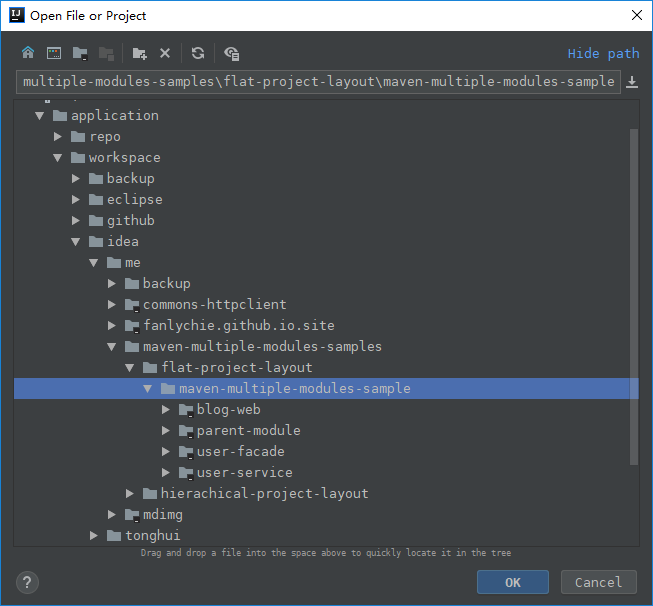 IJ Open File or Project
Hide path
multiple-modules-samples\flat-project-layout\maven-multiple-modules-sample
application
repo
workspace
backup
eclipse
github
idea
me
backup
commons-httpclient
fanlychie.github.io.site
maven-multiple-modules-samples
flat-project-layout
maven-multiple-modules-sample
blog-web
parent-module
user-facade
user-service
hierachical-project-layout
mdimg
tonghui
Drag and drop a file into the space above to quickly locate it in the tree
? OK Cancel